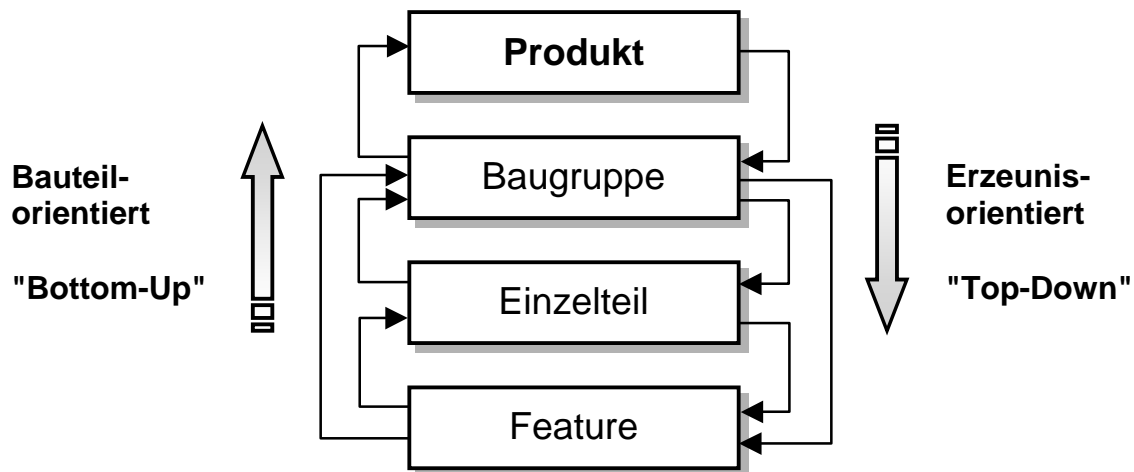 Produkt
Baugruppe
Einzelteil
Feature
Bauteil-
orientiert
"Bottom-Up"
Erzeunis-
orientiert
"Top-Down"